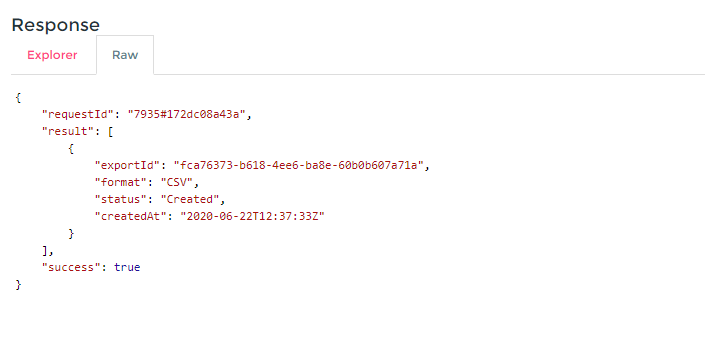 Response
Explorer Raw
{
"requestId": "7935#172dc08a43a",
"result": [
{
"exportId": "fca76373-b618-4ee6-ba8e-60b0b607a71a",
"format": "CSV",
"status": "Created",
"createdAt": "2020-06-22T12:37:33Z"
}
],
"success": true
}